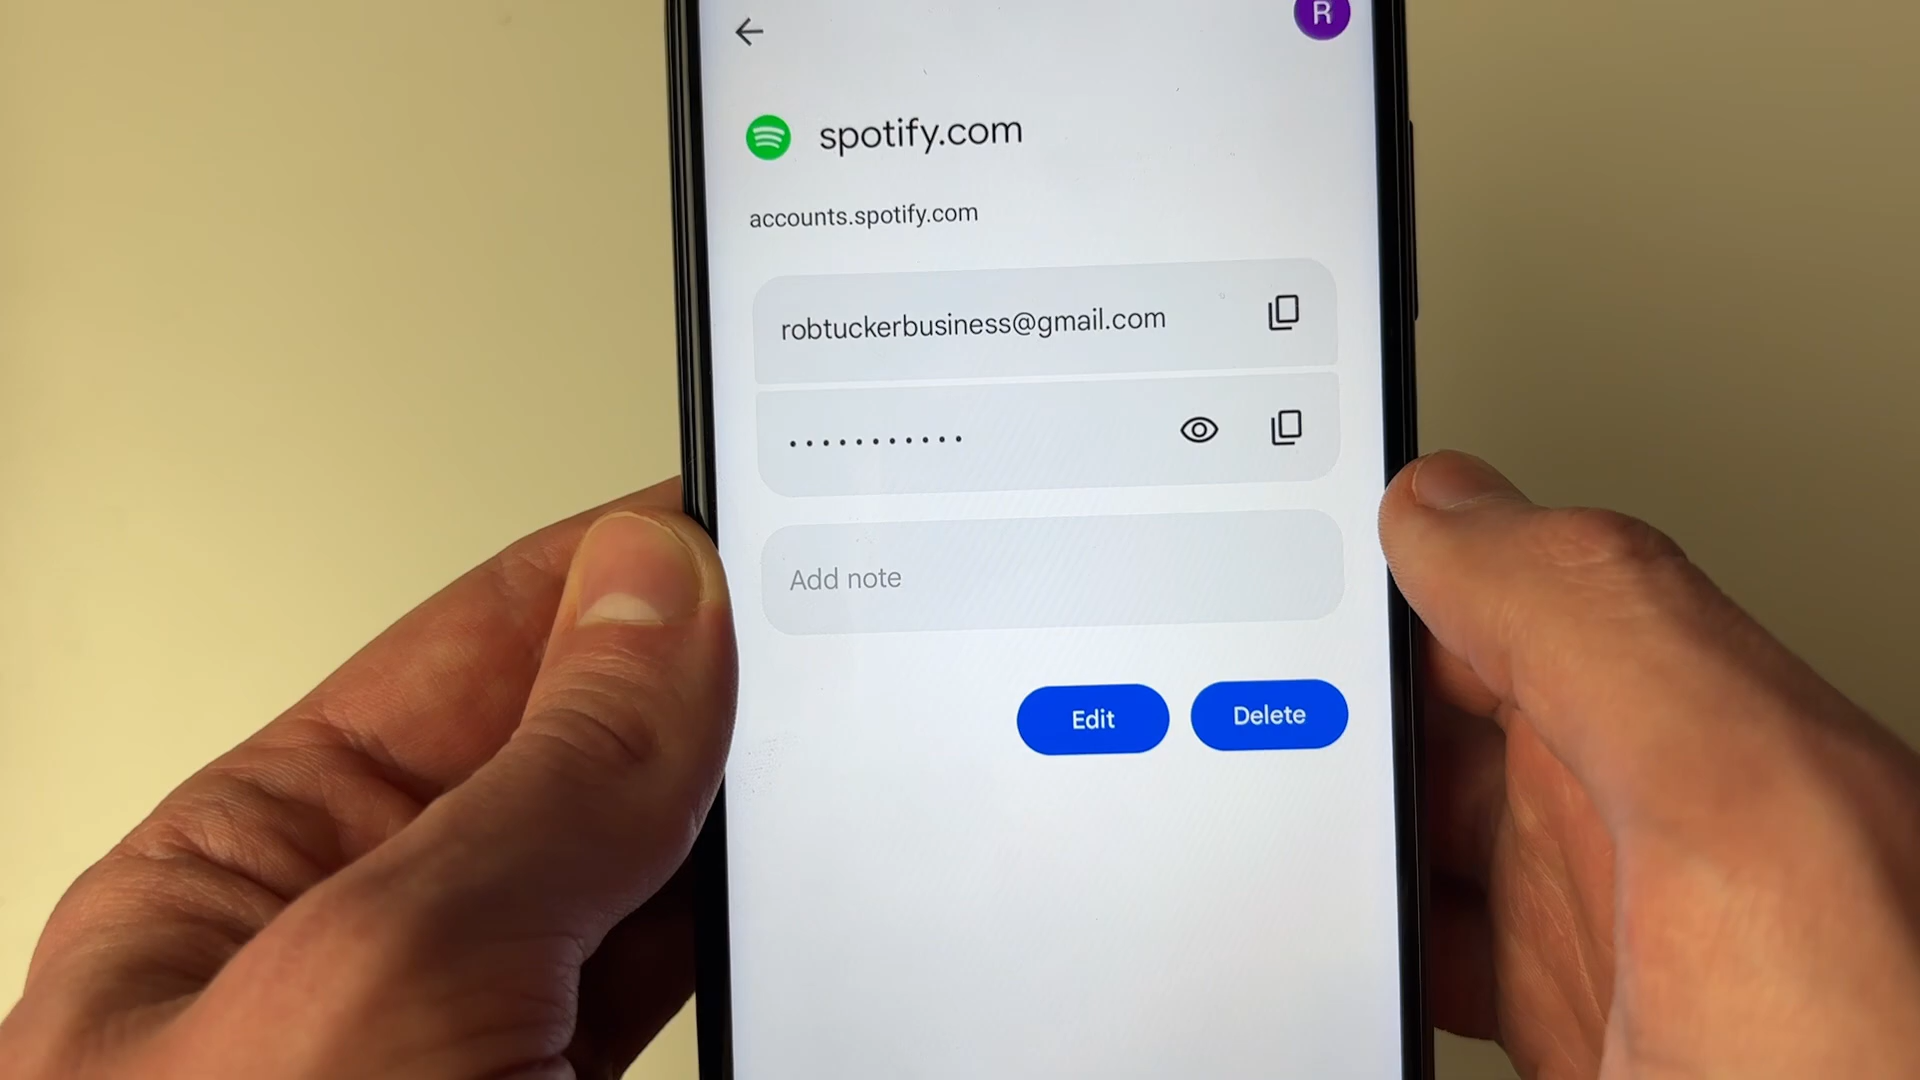 R
spotify.com
accounts.spotify.com
robtuckerbusiness@gmail.com
...........
Add note
Edit
Delete